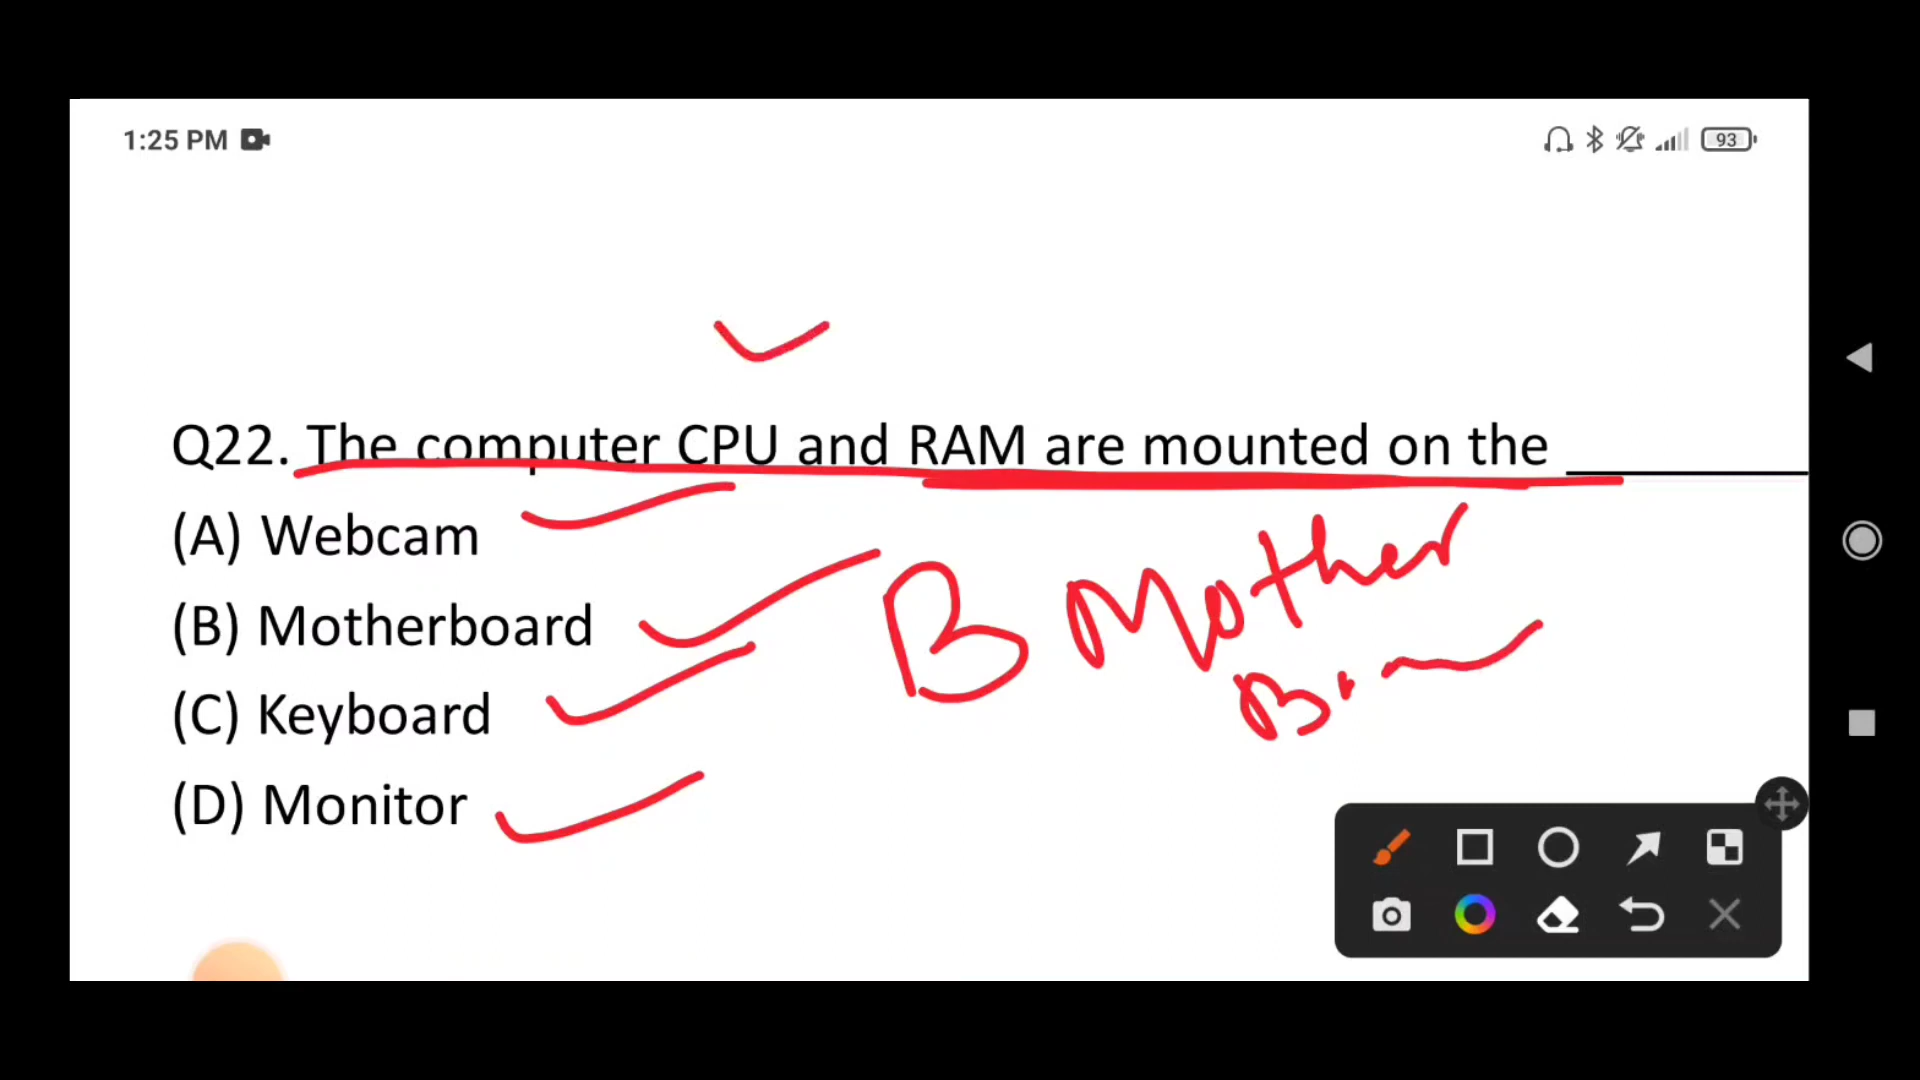 1:25 PM
93
Q22. The computer CPU and RAM are mounted on the __________
(A) Webcam
(B) Motherboard
B Mother
(C) Keyboard
(D) Monitor